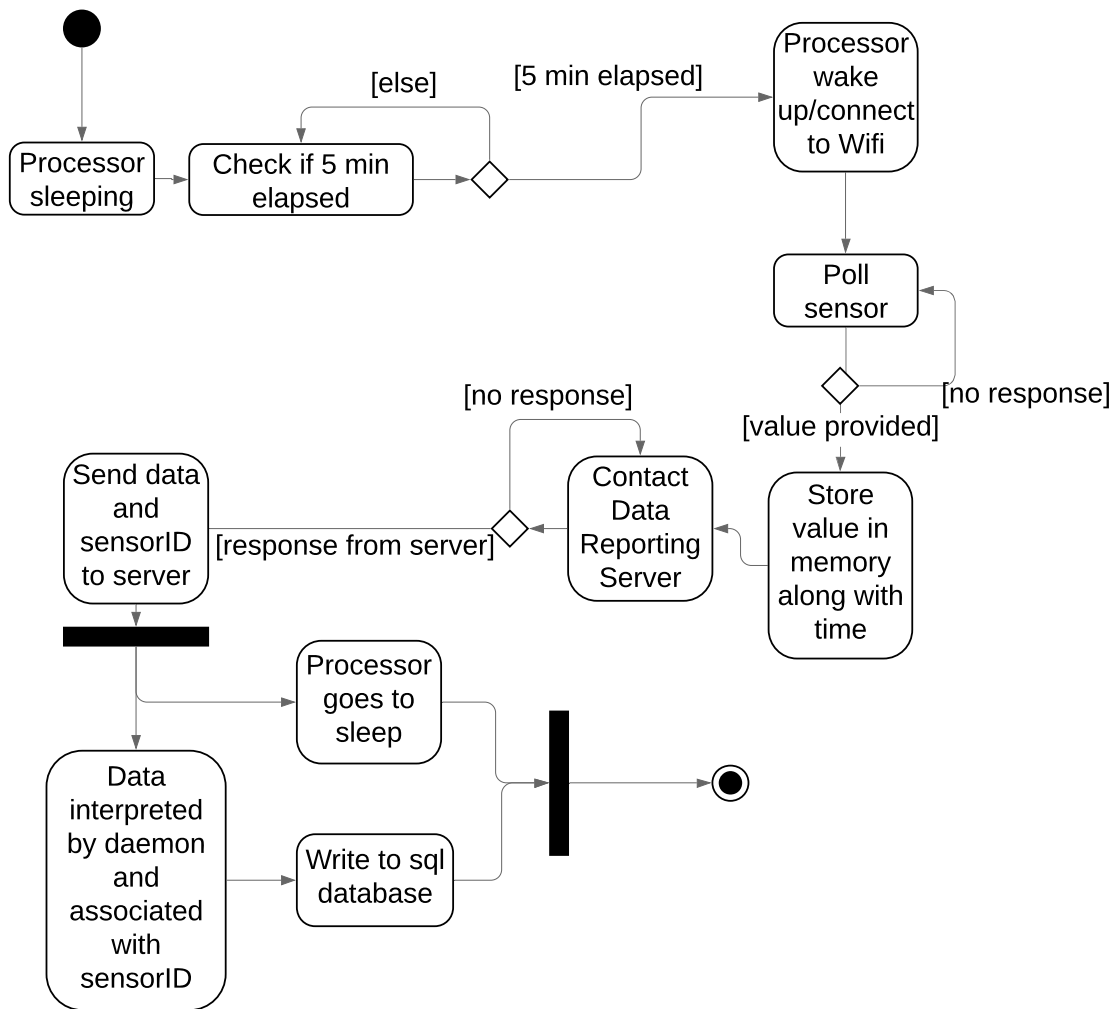 [else]
[5 min elapsed]
Processor
wake
up/connect
to Wifi
Processor
sleeping
Check if 5 min
elapsed
Poll
sensor
[no response]
[value provided]
Store
value in
memory
along with
time
[no response]
Contact
Data
Reporting
Server
[response from server]
Send data
and
sensorID
to server
Processor
goes to
sleep
Data
interpreted
by daemon
and
associated
with
sensorID
Write to sql
database